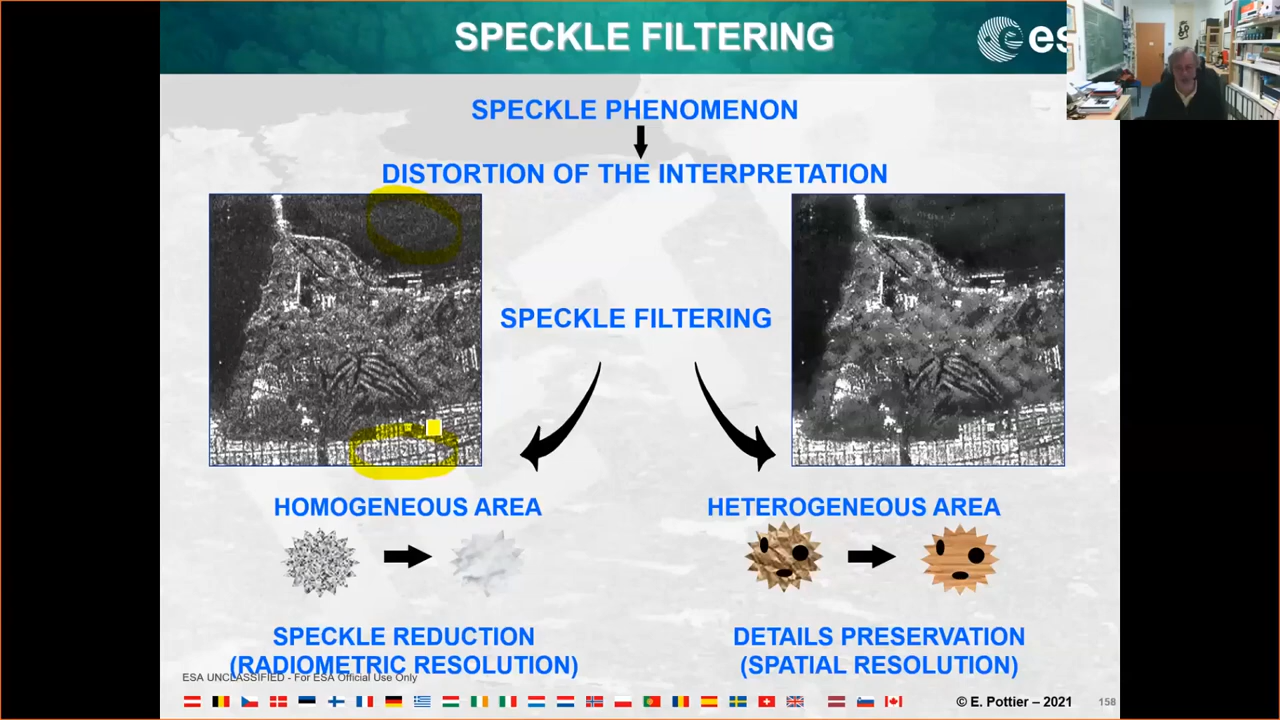 SPECKLE FILTERING
SPECKLE PHENOMENON
DISTORTION OF THE INTERPRETATION
SPECKLE FILTERING
HOMOGENEOUS AREA
HETEROGENEOUS AREA
SPECKLE REDUCTION
(RADIOMETRIC RESOLUTION)
DETAILS PRESERVATION
(SPATIAL RESOLUTION)
ESA UNCLASSIFIED - For ESA Official Use Only
© E. Pottier – 2021
158